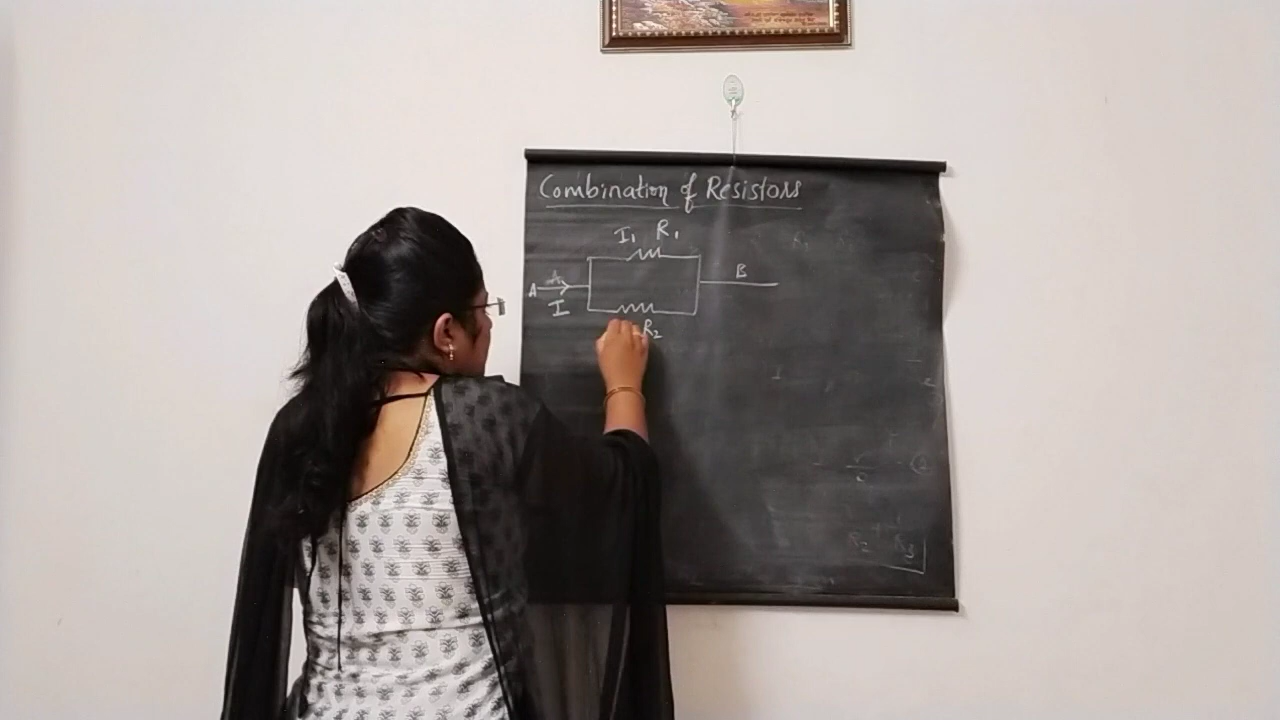 Combination of Resistors
I₁ R₁
A B
I
R₂